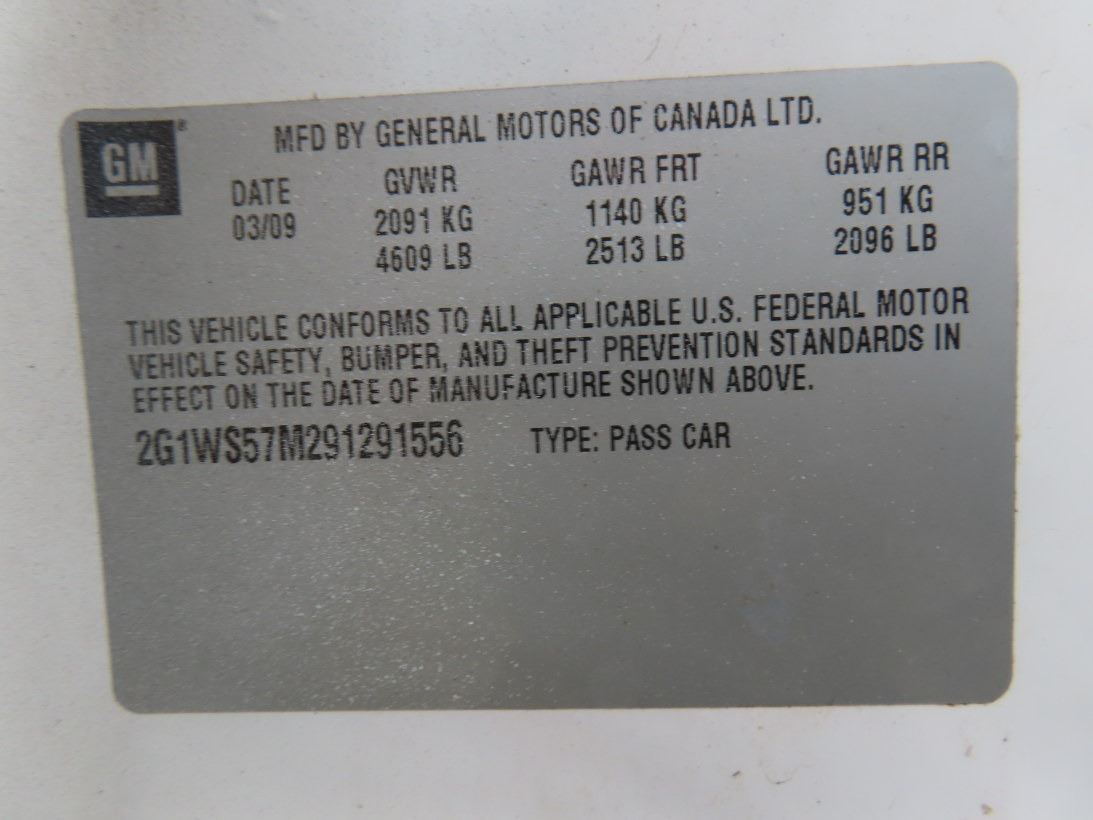 GM®
MFD BY GENERAL MOTORS OF CANADA LTD.
DATE GVWR GAWR FRT GAWR RR
03/09 2091 KG 1140 KG 951 KG
4609 LB 2513 LB 2096 LB
THIS VEHICLE CONFORMS TO ALL APPLICABLE U.S. FEDERAL MOTOR
VEHICLE SAFETY, BUMPER, AND THEFT PREVENTION STANDARDS IN
EFFECT ON THE DATE OF MANUFACTURE SHOWN ABOVE.
2G1WS57M291291556 TYPE: PASS CAR